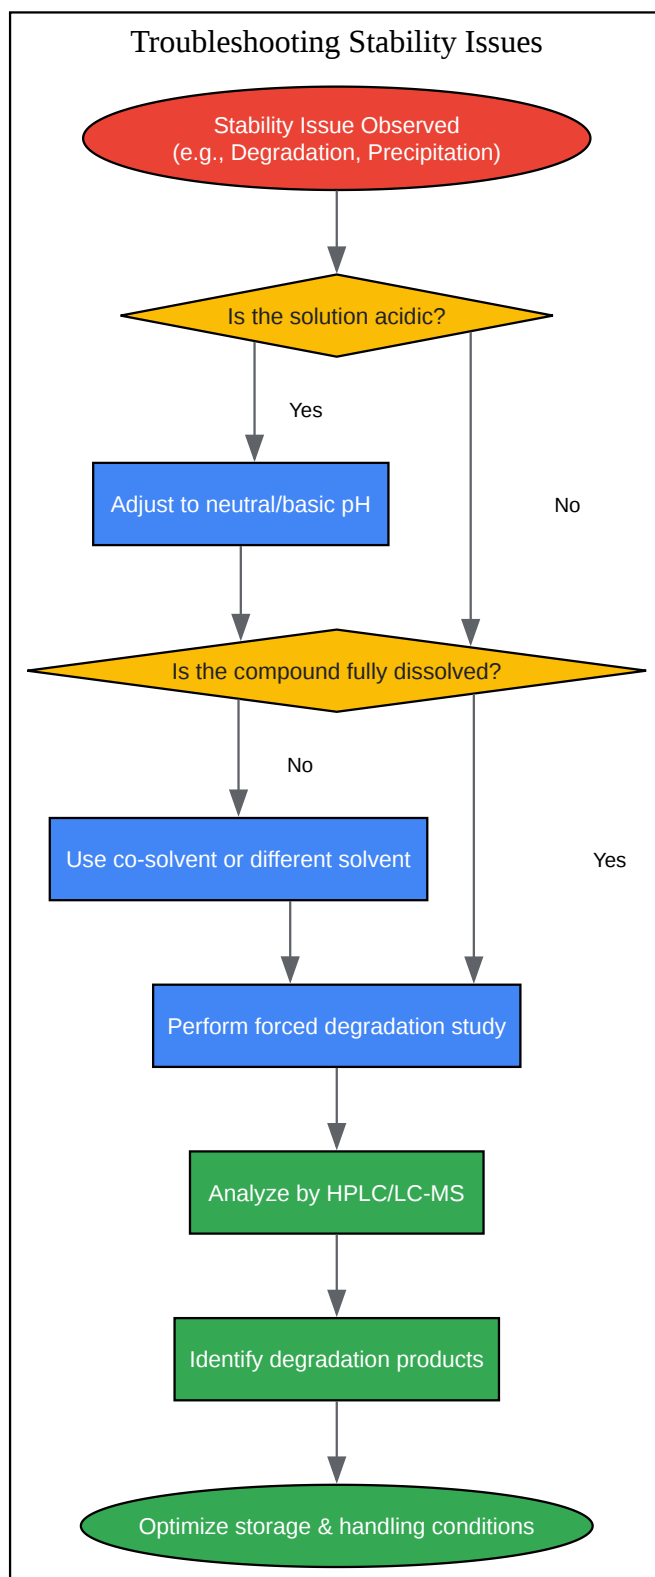 Troubleshooting Stability Issues
Stability Issue Observed
(e.g., Degradation, Precipitation)
Is the solution acidic?
Yes
Adjust to neutral/basic pH
No
Is the compound fully dissolved?
No
Use co-solvent or different solvent
Yes
Perform forced degradation study
Analyze by HPLC/LC-MS
Identify degradation products
Optimize storage & handling conditions